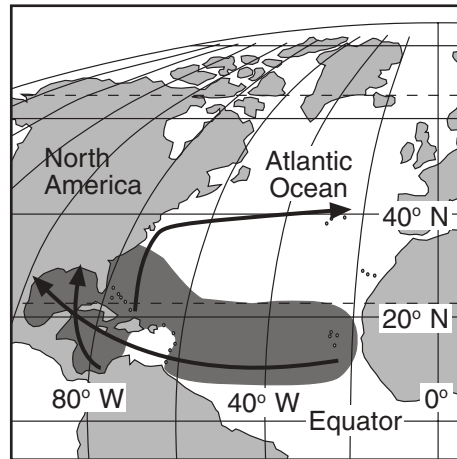 North
America
Atlantic
Ocean
40° N
20° N
80° W
40° W
0°
Equator